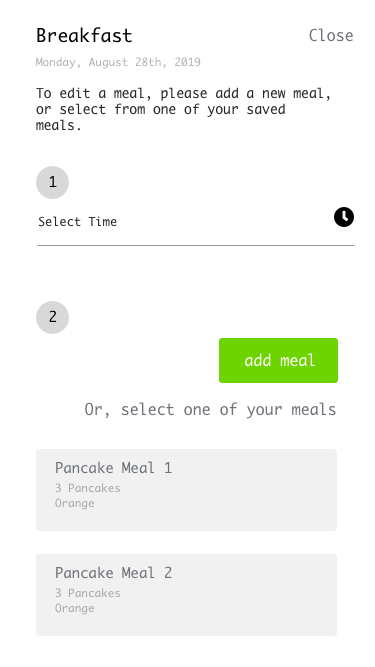 Breakfast
Close
Monday, August 28th, 2019
To edit a meal, please add a new meal,
or select from one of your saved
meals.
1
Select Time
2
add meal
Or, select one of your meals
Pancake Meal 1
3 Pancakes
Orange
Pancake Meal 2
3 Pancakes
Orange